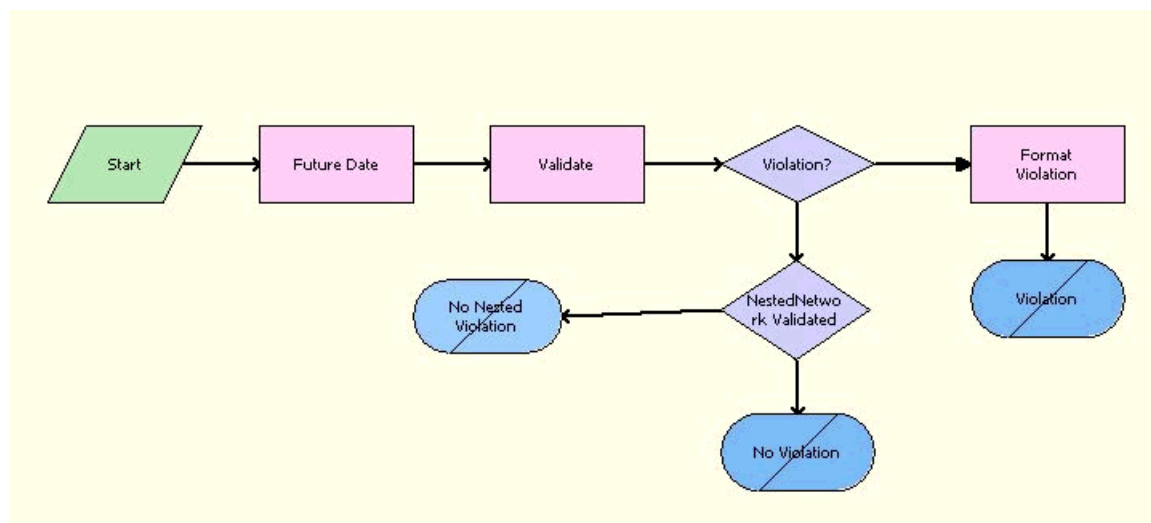 Start
Future Date
Validate
Violation?
Format
Violation
No Nested
Violation
NestedNetwo
rk Validated
Violation
No Violation